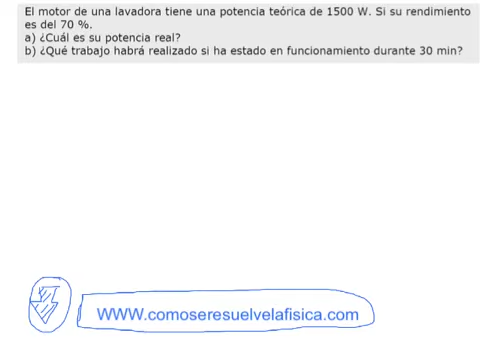 El motor de una lavadora tiene una potencia teórica de 1500 W. Si su rendimiento
es del 70 %.
a) ¿Cuál es su potencia real?
b) ¿Qué trabajo habrá realizado si ha estado en funcionamiento durante 30 min?
WWW.comoseresuelvelafisica.com